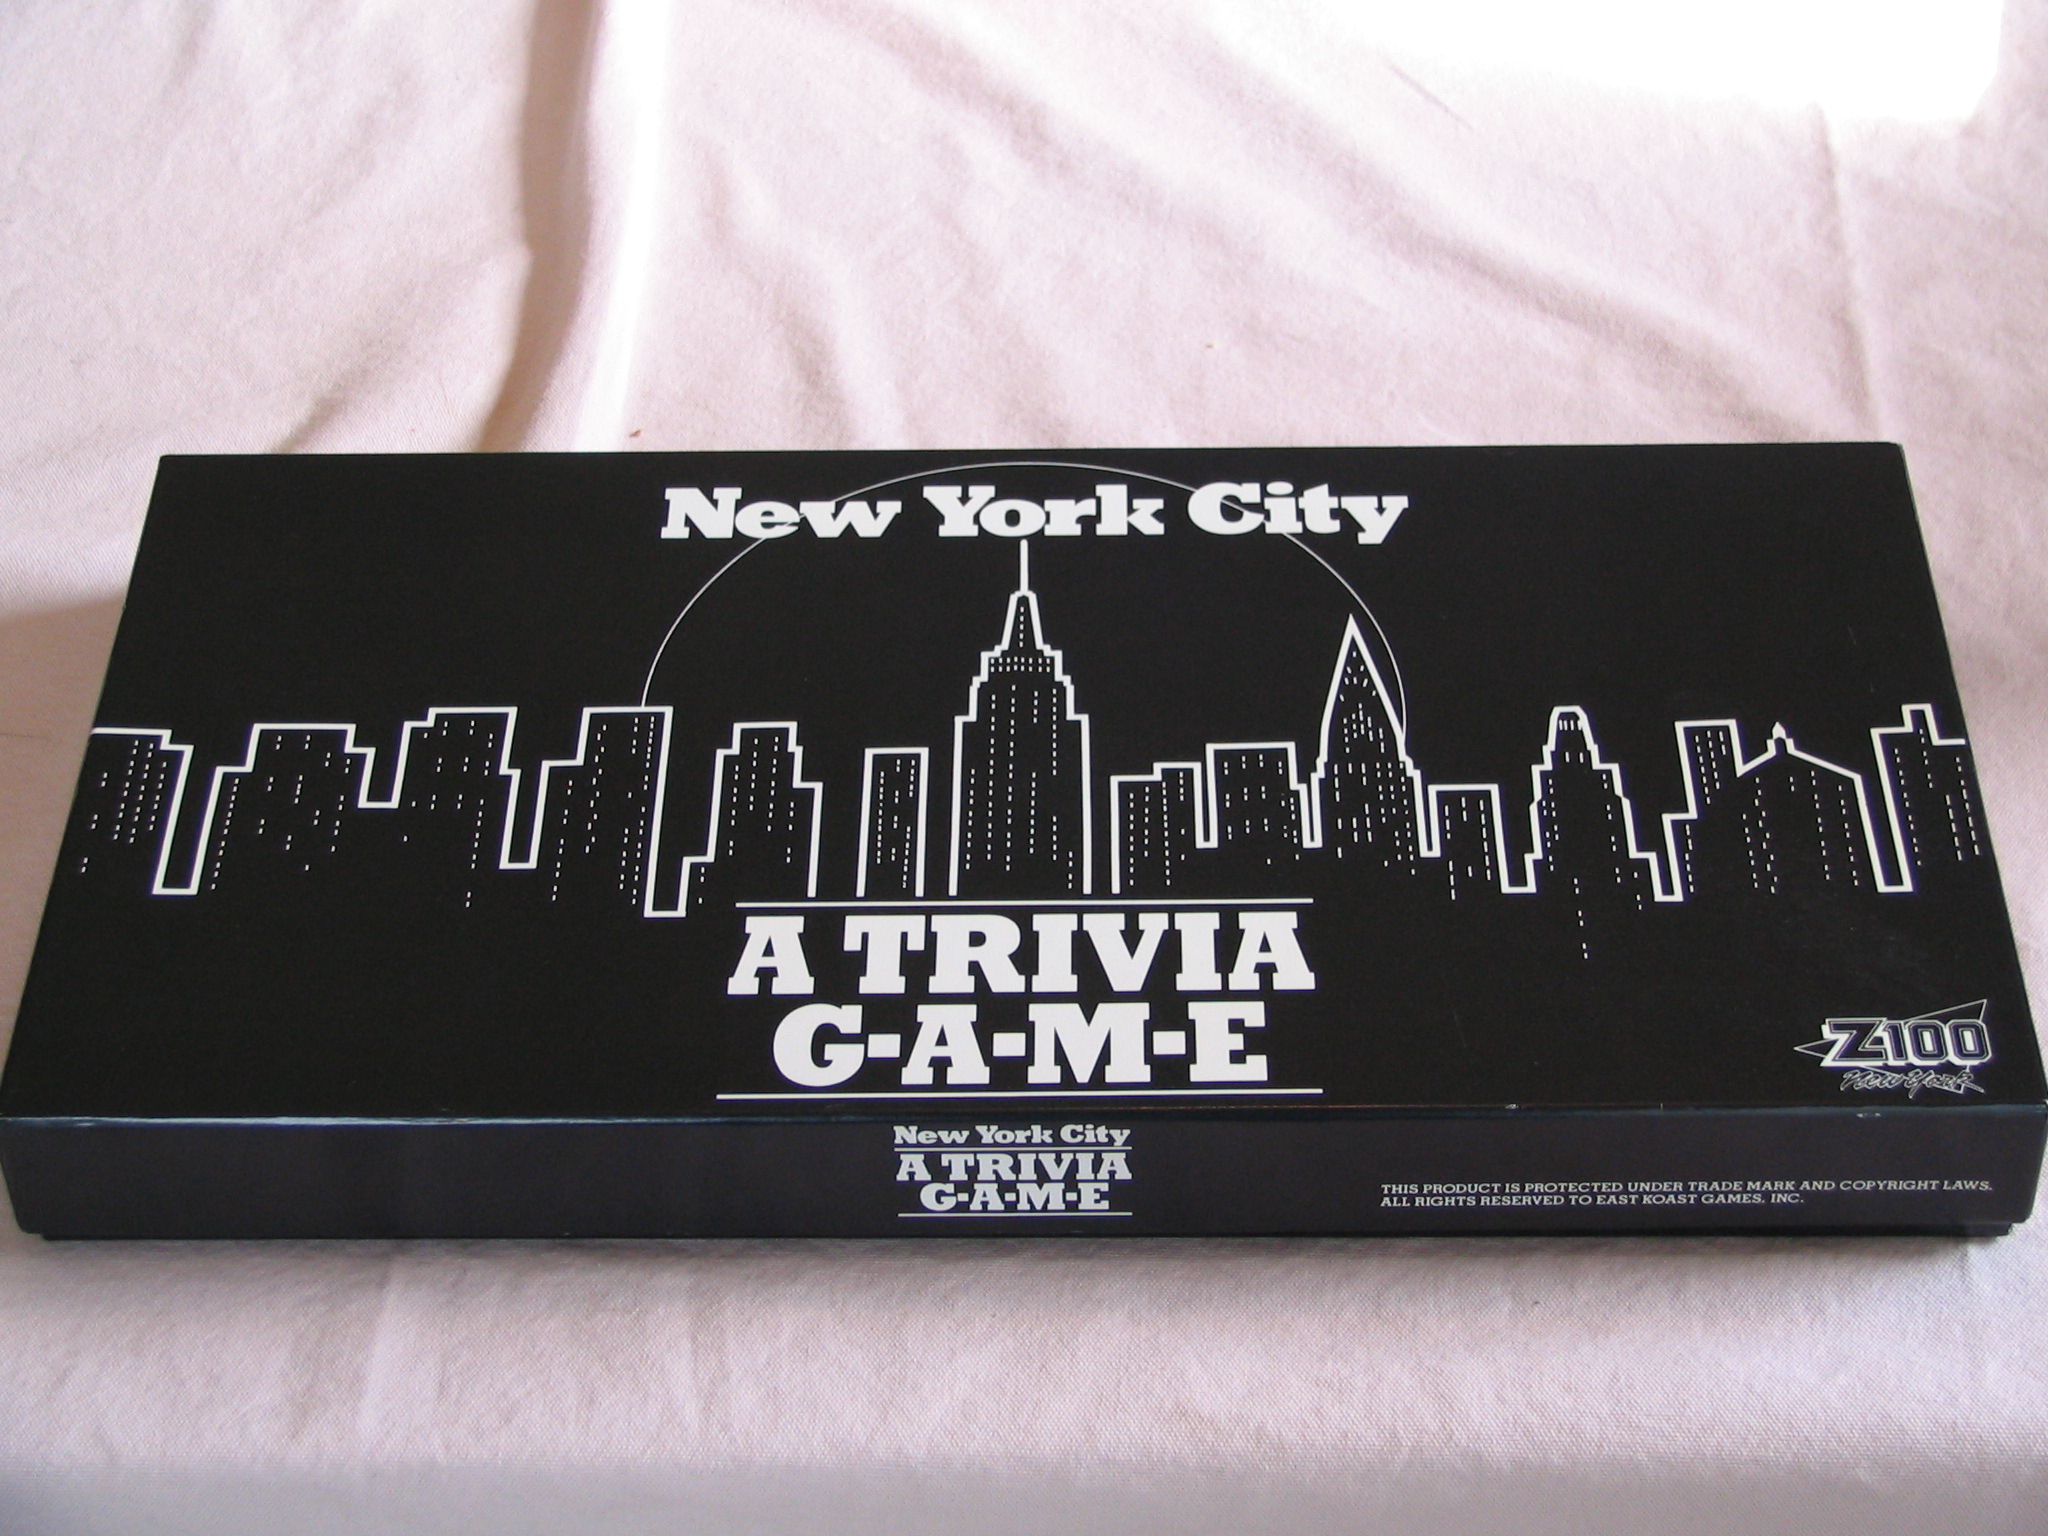 New York City
A TRIVIA
G-A-M-E
Z100
New York
New York City
A TRIVIA
G-A-M-E
THIS PRODUCT IS PROTECTED UNDER TRADE MARK AND COPYRIGHT LAWS.
ALL RIGHTS RESERVED TO EAST KOAST GAMES, INC.